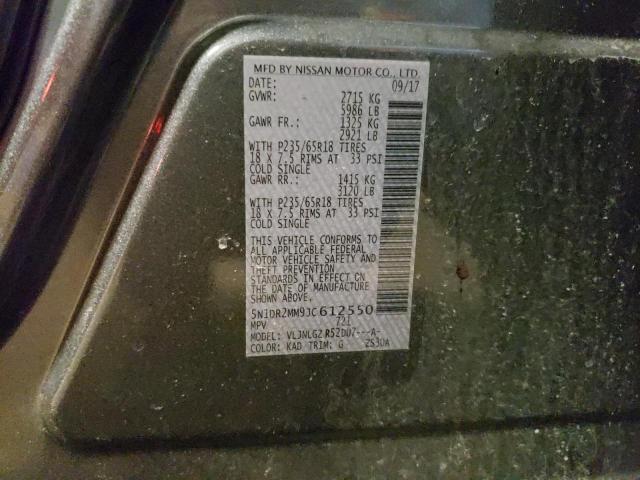 MFD BY NISSAN MOTOR CO., LTD.
DATE: 09/17
GVWR: 2715 KG
5986 LB
GAWR FR.: 1325 KG
2921 LB
WITH P235/65R18 TIRES
18 X 7.5 RIMS AT 33 PSI
COLD SINGLE
GAWR RR.: 1415 KG
3120 LB
WITH P235/65R18 TIRES
18 X 7.5 RIMS AT 33 PSI
COLD SINGLE
THIS VEHICLE CONFORMS TO
ALL APPLICABLE FEDERAL
MOTOR VEHICLE SAFETY AND
THEFT PREVENTION
STANDARDS IN EFFECT ON
THE DATE OF MANUFACTURE
SHOWN ABOVE.
5N1DR2MM9JC612550
MPV 721
MODEL: VLJNLGZ R52DU7---A-
COLOR: KAD TRIM: G ZS30A